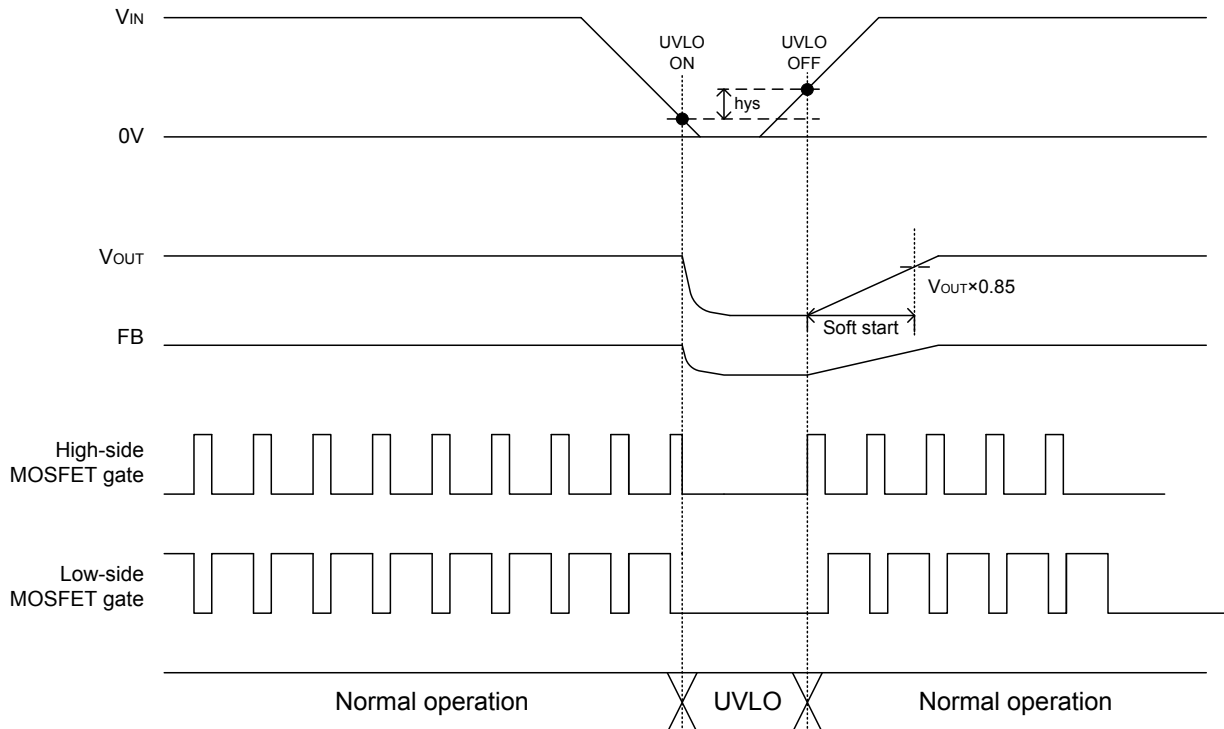 VIN
UVLO
ON
UVLO
OFF
hys
0V
VOUT
VOUT×0.85
Soft start
FB
High-side
MOSFET gate
Low-side
MOSFET gate
Normal operation
UVLO
Normal operation